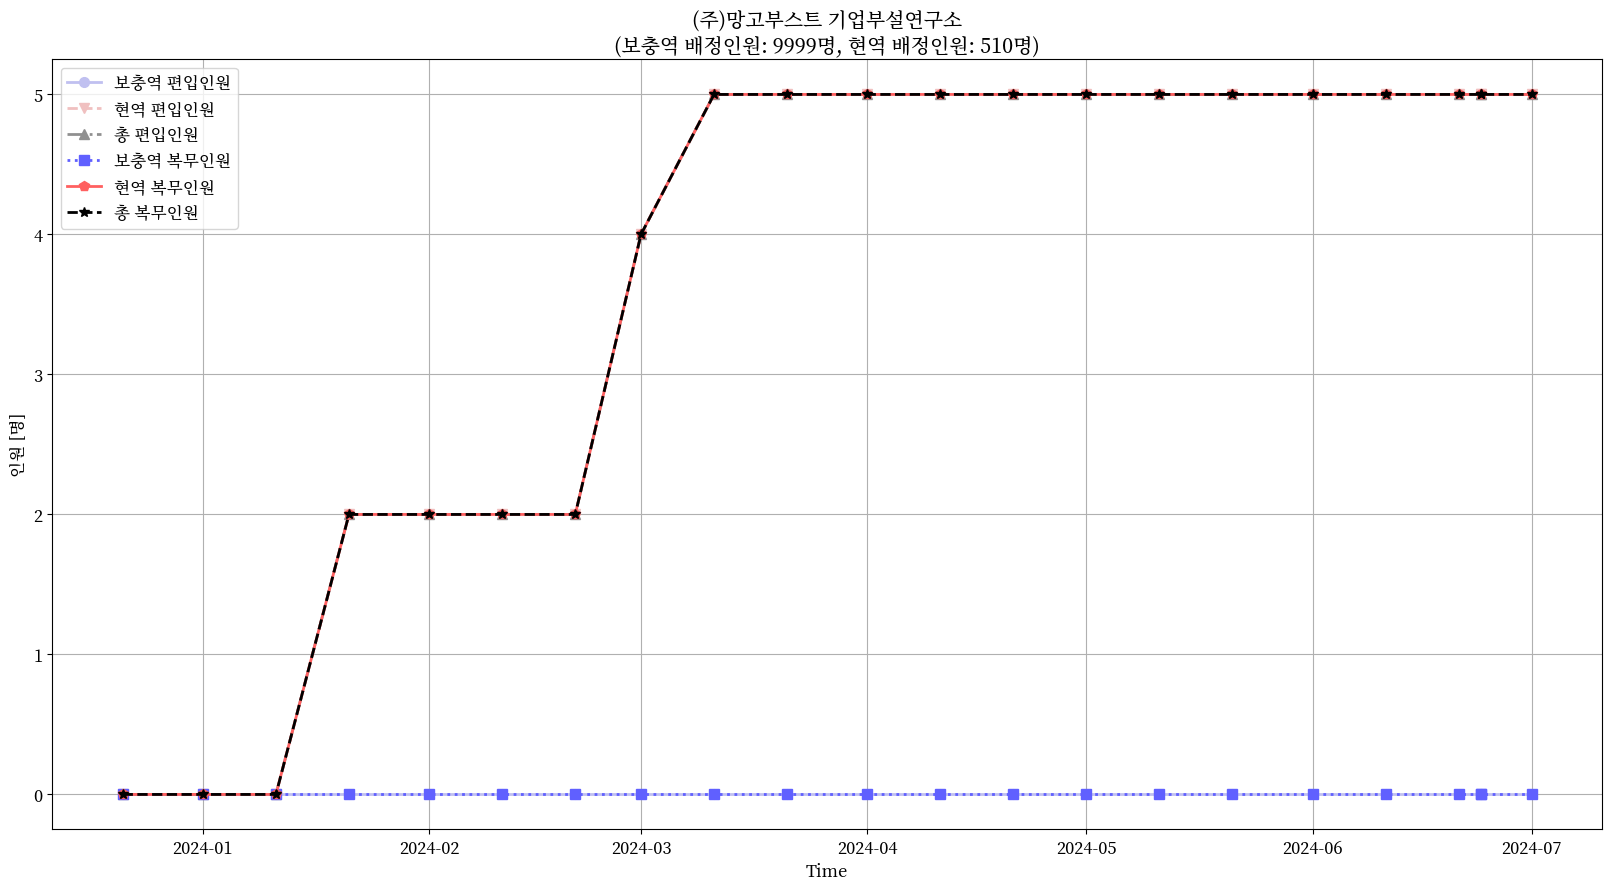 (주)망고부스트 기업부설연구소
(보충역 배정인원: 9999명, 현역 배정인원: 510명)
보충역 편입인원
현역 편입인원
총 편입인원
보충역 복무인원
현역 복무인원
총 복무인원
인원 [명]
5
4
3
2
1
0
2024-01
2024-02
2024-03
2024-04
2024-05
2024-06
2024-07
Time